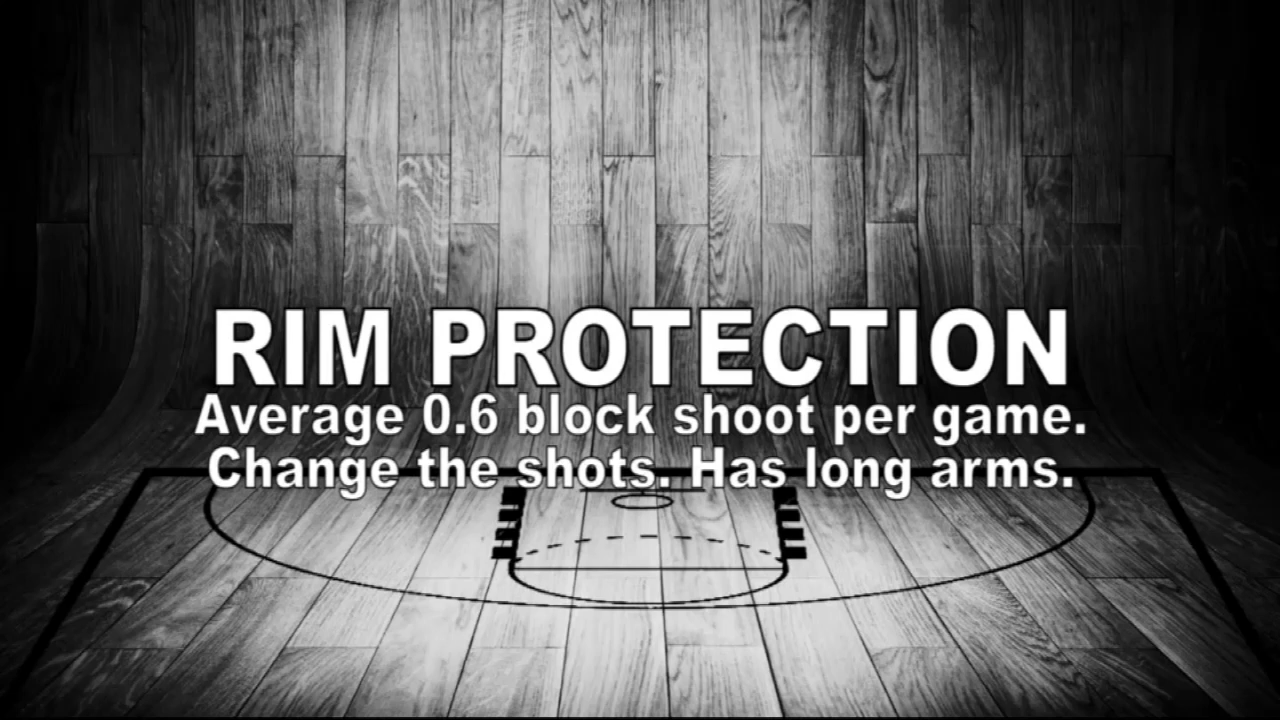 RIM PROTECTION
Average 0.6 block shoot per game.
Change the shots. Has long arms.